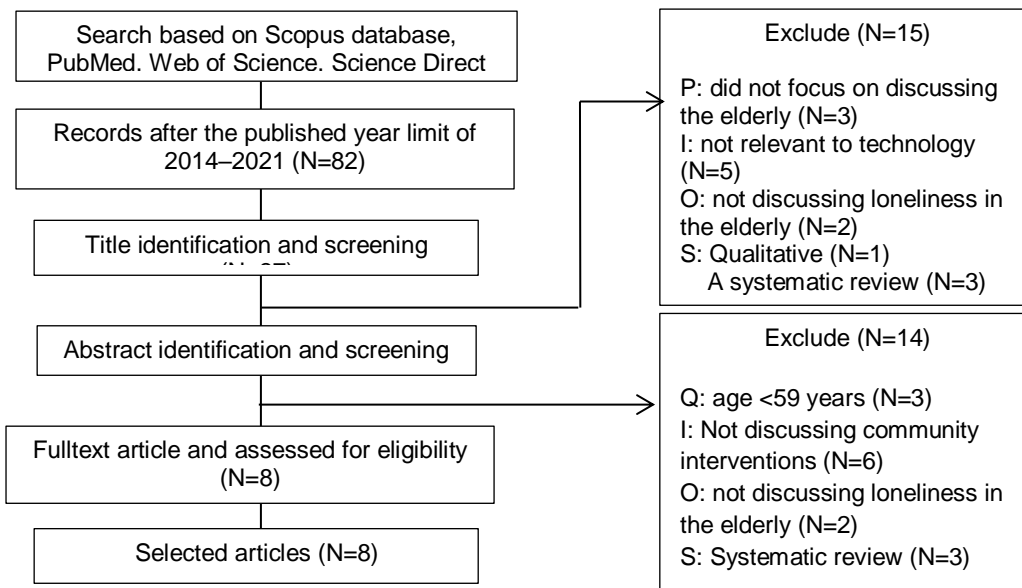 Search based on Scopus database,
PubMed. Web of Science. Science Direct
Records after the published year limit of
2014–2021 (N=82)
Title identification and screening
Abstract identification and screening
Fulltext article and assessed for eligibility
(N=8)
Selected articles (N=8)
Exclude (N=15)
P: did not focus on discussing
the elderly (N=3)
I: not relevant to technology
(N=5)
O: not discussing loneliness in
the elderly (N=2)
S: Qualitative (N=1)
A systematic review (N=3)
Exclude (N=14)
Q: age <59 years (N=3)
I: Not discussing community
interventions (N=6)
O: not discussing loneliness in
the elderly (N=2)
S: Systematic review (N=3)